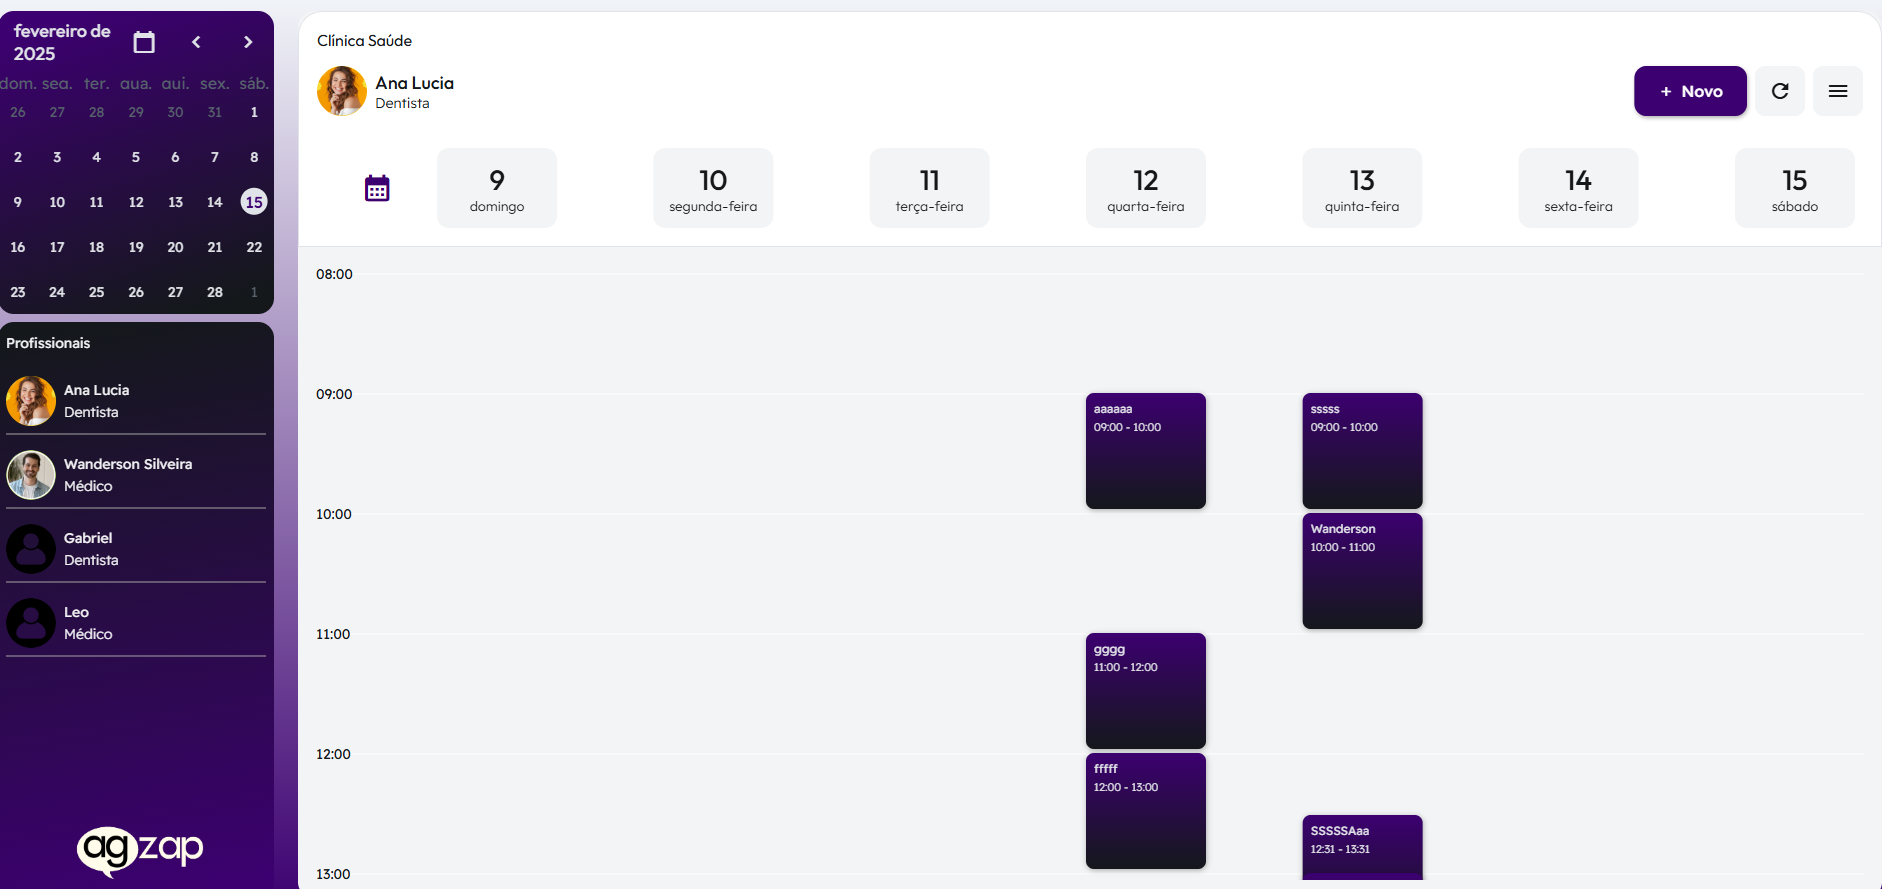 fevereiro de
2025
dom. seg. ter. qua. qui. sex. sáb.
26 27 28 29 30 31 1
2 3 4 5 6 7 8
9 10 11 12 13 14 15
16 17 18 19 20 21 22
23 24 25 26 27 28 1
Profissionais
Ana Lucia
Dentista
Wanderson Silveira
Médico
Gabriel
Dentista
Leo
Médico
agzap
Clínica Saúde
Ana Lucia
Dentista
+ Novo
9 10 11 12 13 14 15
domingo segunda-feira terça-feira quarta-feira quinta-feira sexta-feira sábado
08:00
09:00
aaaaaa sssss
09:00 - 10:00 09:00 - 10:00
10:00
Wanderson
10:00 - 11:00
11:00
gggg
11:00 - 12:00
12:00
fffff
12:00 - 13:00
SSSSSAaa
12:31 - 13:31
13:00